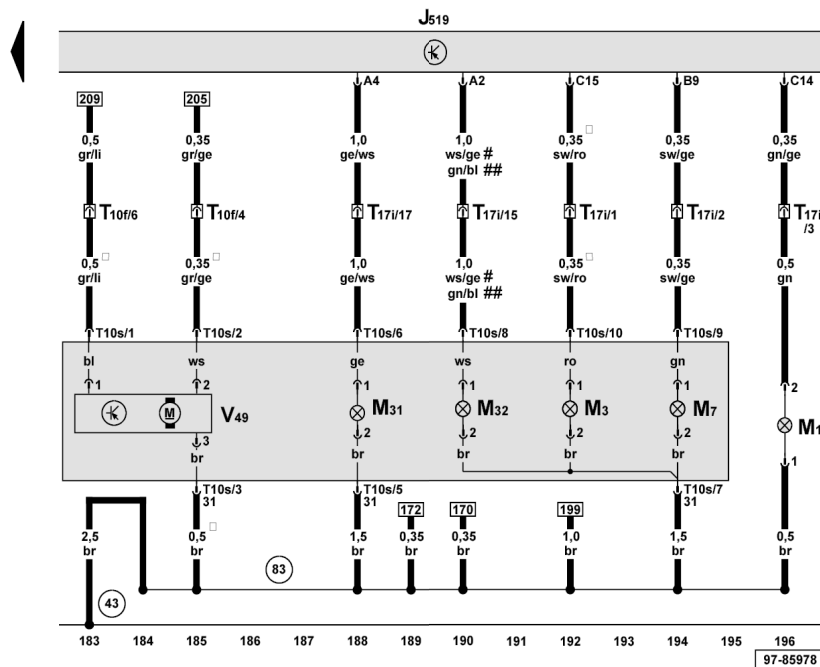 J519
A4 A2 C15 B9 C14
209 205
0,5 0,35 1,0 1,0 0,35 0,35 0,35
gr/li gr/ge ge/ws ws/ge # sw/ro sw/ge gn/ge
gn/bl ##
T10f/6 T10f/4 T17i/17 T17i/15 T17i/1 T17i/2 T17i
/3
0,5 0,35 1,0 1,0 0,35 0,35 0,5
gr/li gr/ge ge/ws ws/ge # sw/ro sw/ge gn
gn/bl ##
T10s/1 T10s/2 T10s/6 T10s/8 T10s/10 T10s/9
bl ws ge ws ro gn
1 2 1 1 1 1 2
M V49 M31 M32 M3 M7 M1
3 2 2 2 2 1
br br br br br
T10s/3 T10s/5 T10s/7
31 31 31
172 170 199
2,5 0,5 1,5 0,35 0,35 1,0 1,5 0,5
br br br br br br br br
83
43
183 184 185 186 187 188 189 190 191 192 193 194 195 196
97-85978